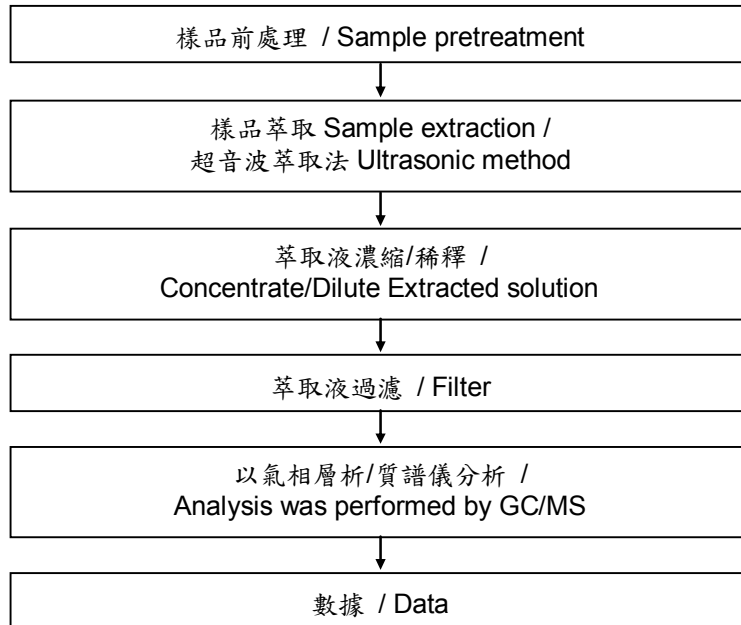 樣品前處理 / Sample pretreatment
樣品萃取 Sample extraction /
超音波萃取法 Ultrasonic method
萃取液濃縮/稀釋 /
Concentrate/Dilute Extracted solution
萃取液過濾 / Filter
以氣相層析/質譜儀分析 /
Analysis was performed by GC/MS
數據 / Data